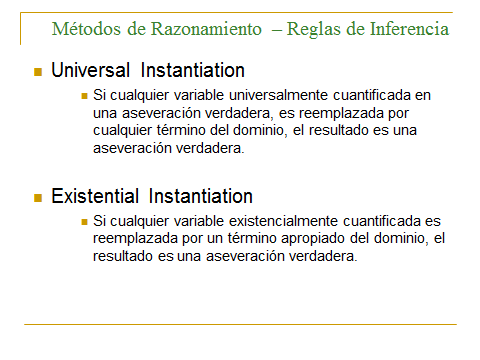 Métodos de Razonamiento – Reglas de Inferencia
Universal Instantiation
Si cualquier variable universalmente cuantificada en
una aseveración verdadera, es reemplazada por
cualquier término del dominio, el resultado es una
aseveración verdadera.
Existential Instantiation
Si cualquier variable existencialmente cuantificada es
reemplazada por un término apropiado del dominio, el
resultado es una aseveración verdadera.